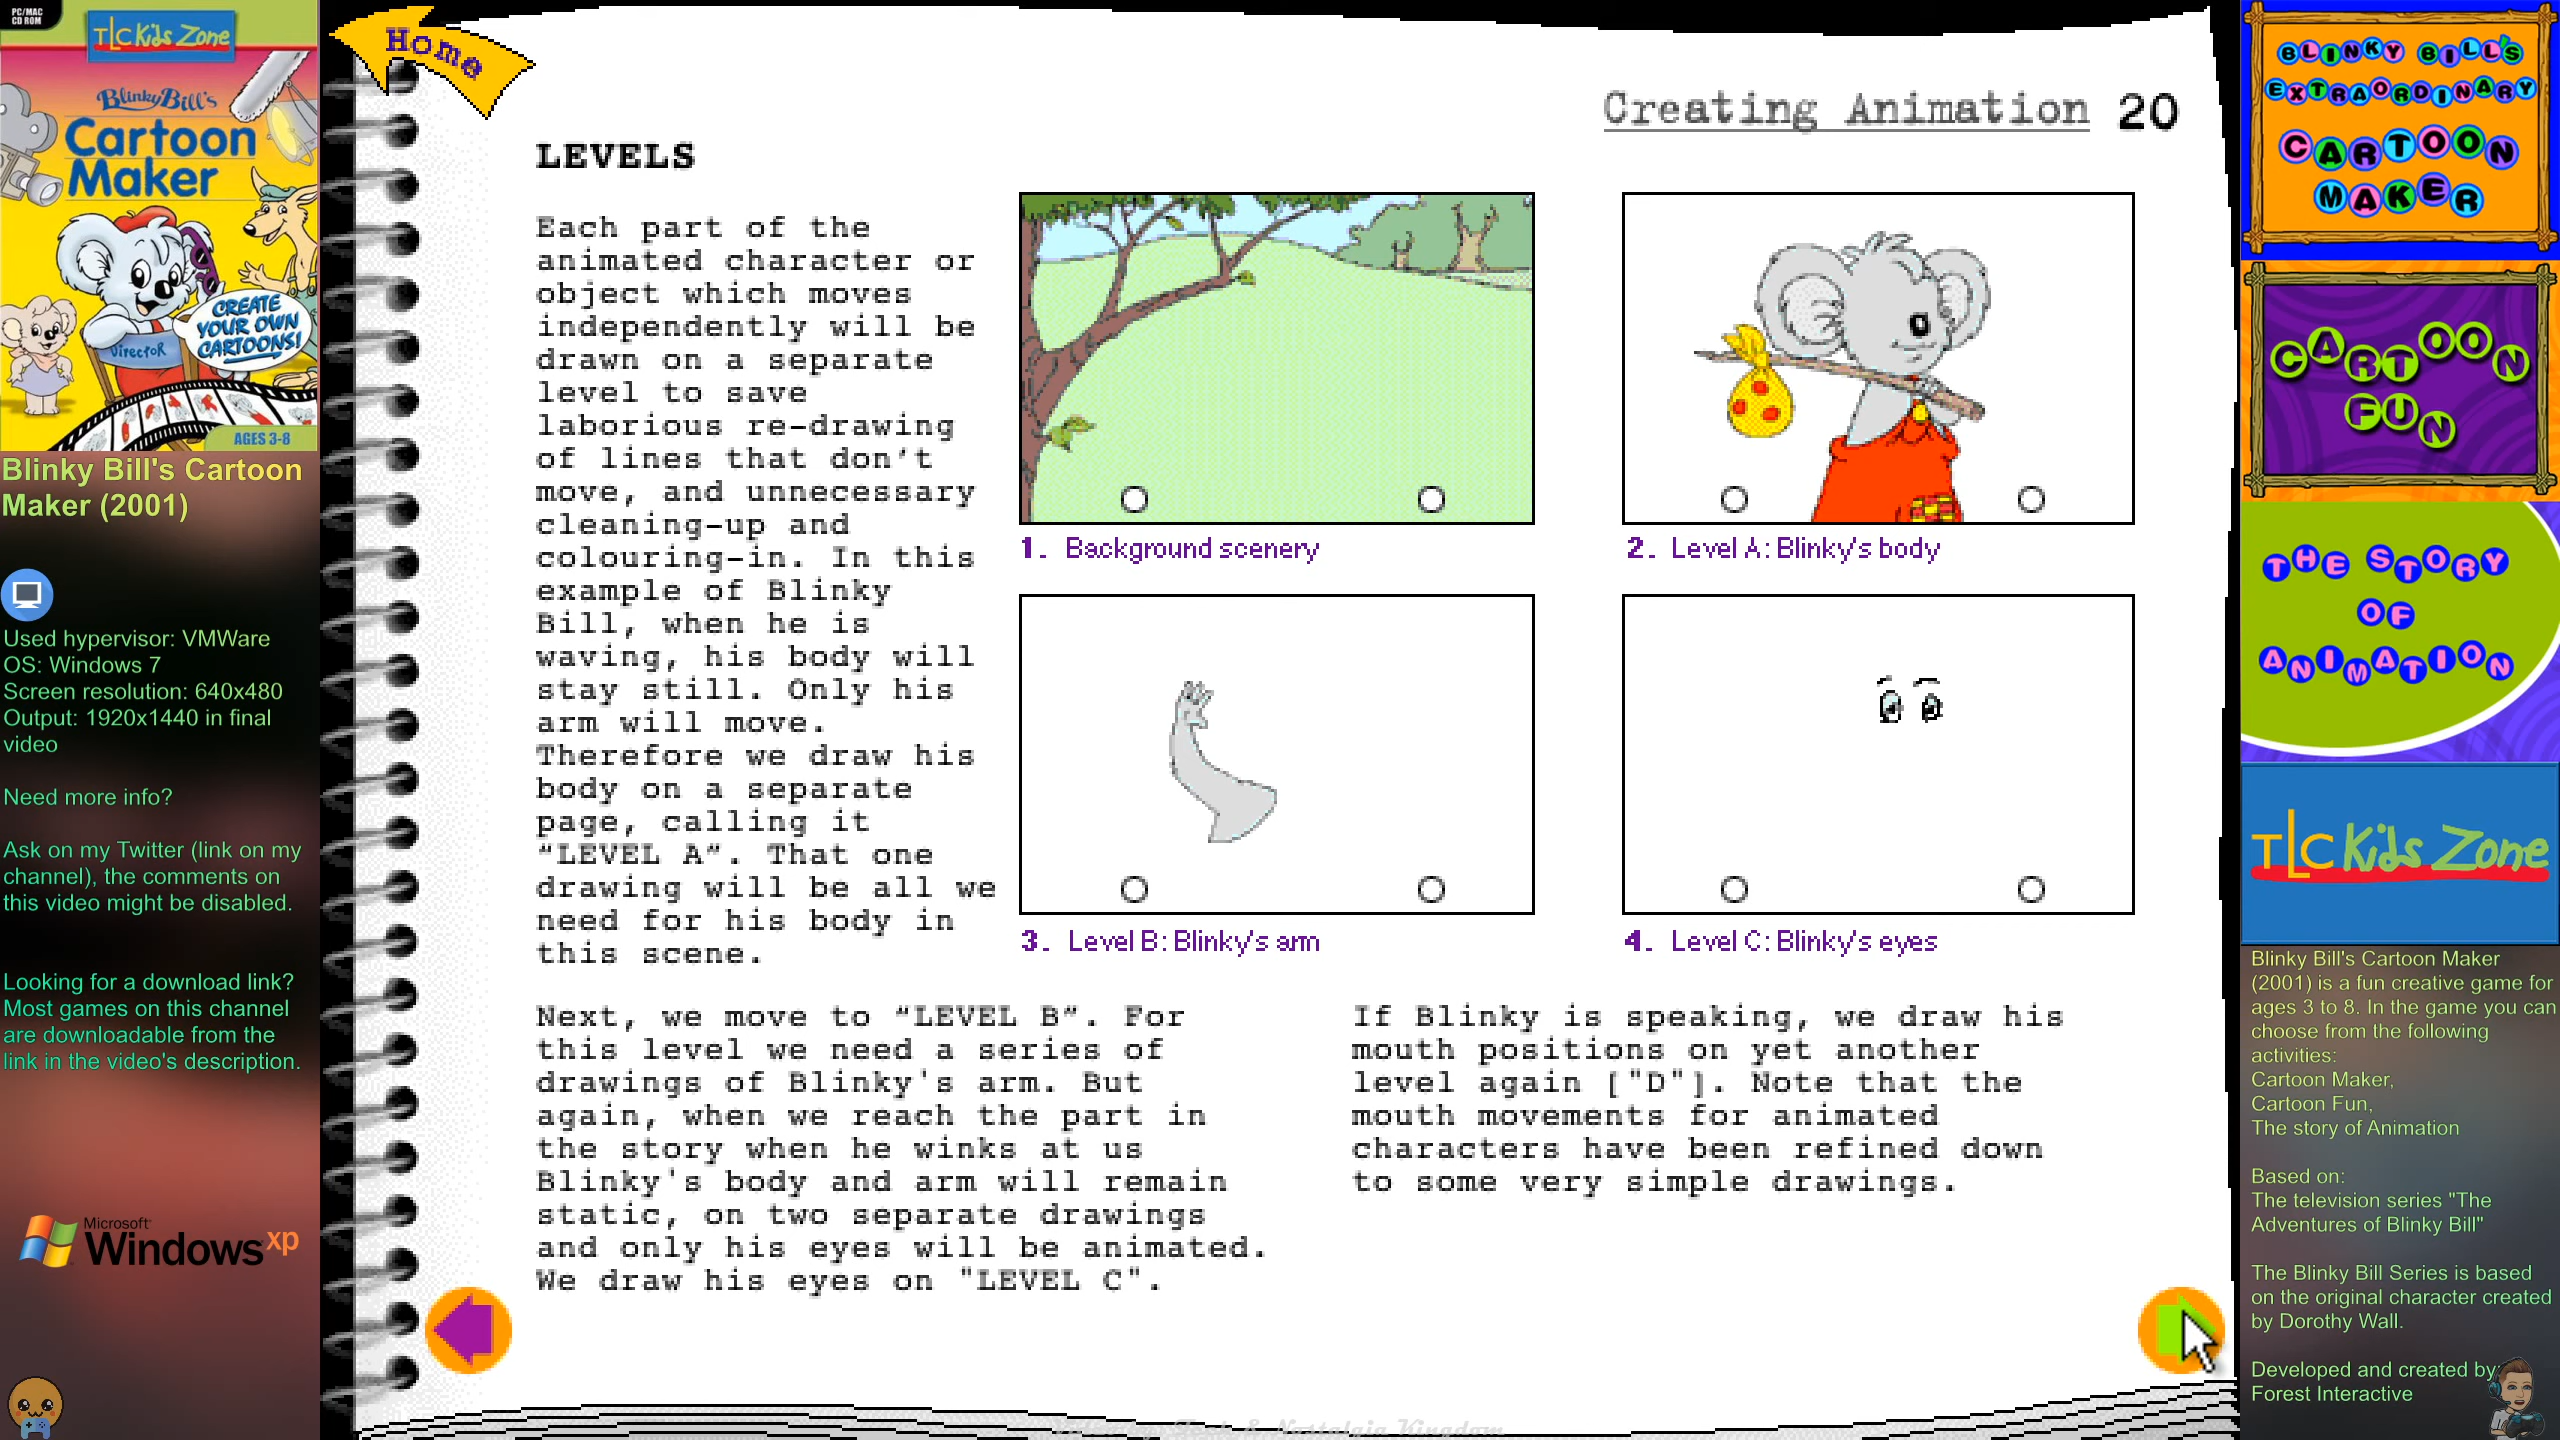 PC/MAC
CD ROM
TLC Kids Zone
Blinky Bill's
Cartoon
Maker
DIRECTOR
CREATE
YOUR OWN
CARTOONS!
AGES 3-8
Blinky Bill's Cartoon
Maker (2001)
Used hypervisor: VMWare
OS: Windows 7
Screen resolution: 640x480
Output: 1920x1440 in final
video
Need more info?
Ask on my Twitter (link on my
channel), the comments on
this video might be disabled.
Looking for a download link?
Most games on this channel
are downloadable from the
link in the video's description.
Microsoft
Windows xp
Home
Creating Animation 20
LEVELS
Each part of the
animated character or
object which moves
independently will be
drawn on a separate
level to save
laborious re-drawing
of lines that don't
move, and unnecessary
cleaning-up and
colouring-in. In this
example of Blinky
Bill, when he is
waving, his body will
stay still. Only his
arm will move.
Therefore we draw his
body on a separate
page, calling it
"LEVEL A". That one
drawing will be all we
need for his body in
this scene.
1. Background scenery
2. Level A: Blinky's body
3. Level B: Blinky's arm
4. Level C: Blinky's eyes
Next, we move to "LEVEL B". For
this level we need a series of
drawings of Blinky's arm. But
again, when we reach the part in
the story when he winks at us
Blinky's body and arm will remain
static, on two separate drawings
and only his eyes will be animated.
We draw his eyes on "LEVEL C".
If Blinky is speaking, we draw his
mouth positions on yet another
level again ["D"]. Note that the
mouth movements for animated
characters have been refined down
to some very simple drawings.
& Nostalgia Kingdom
BLINKY BILL'S
EXTRAORDINARY
CARTOON
MAKER
CARTOON
FUN
THE STORY
OF
ANIMATION
TLC Kids Zone
Blinky Bill's Cartoon Maker
(2001) is a fun creative game for
ages 3 to 8. In the game you can
choose from the following
activities:
Cartoon Maker,
Cartoon Fun,
The story of Animation
Based on:
The television series "The
Adventures of Blinky Bill"
The Blinky Bill Series is based
on the original character created
by Dorothy Wall.
Developed and created by:
Forest Interactive